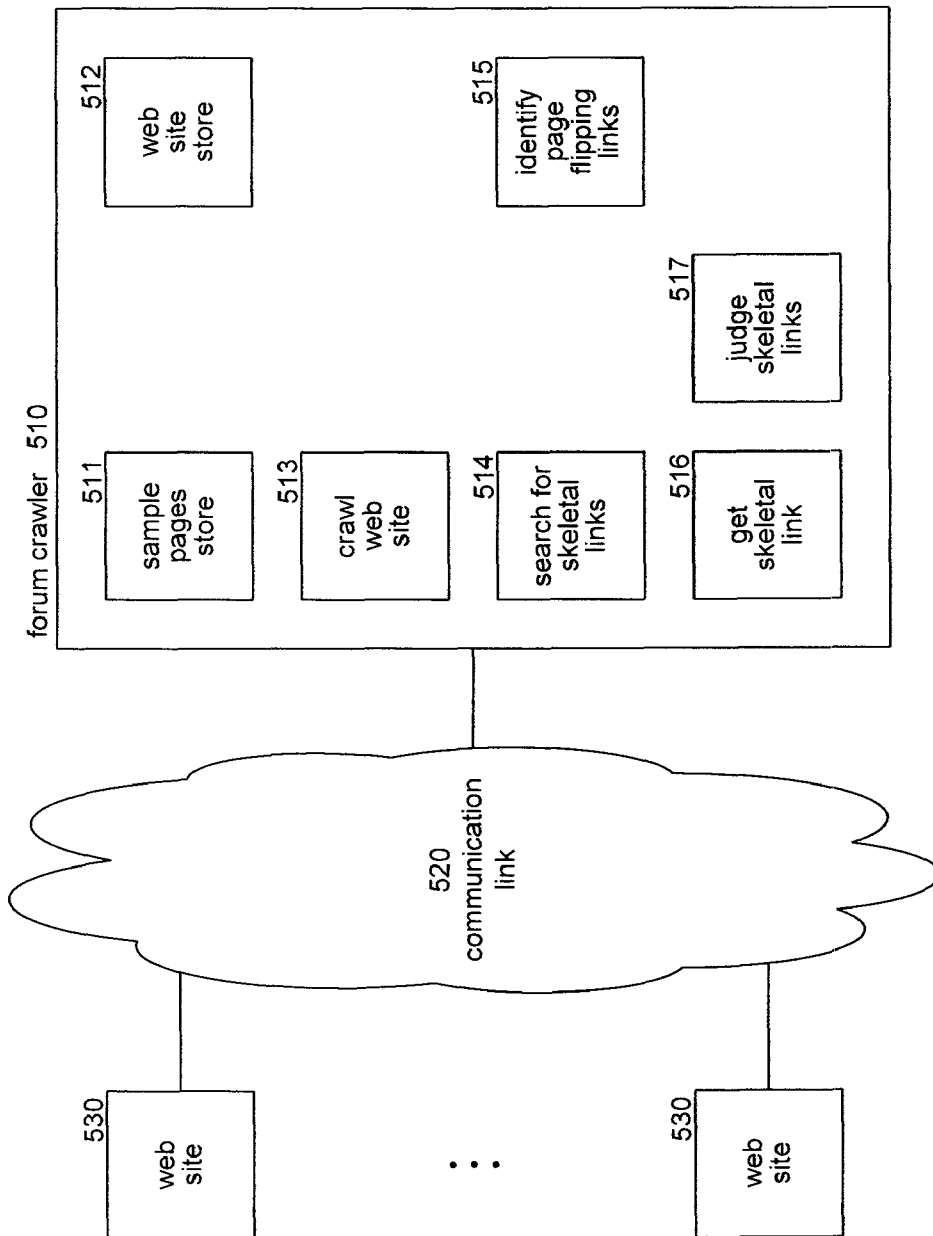 forum crawler 510
511
sample
pages
store
512
web
site
store
513
crawl
web
site
514
search for
skeletal
links
515
identify
page
flipping
links
516
get
skeletal
link
517
judge
skeletal
links
520
communication
link
530
web
site
. . .
530
web
site